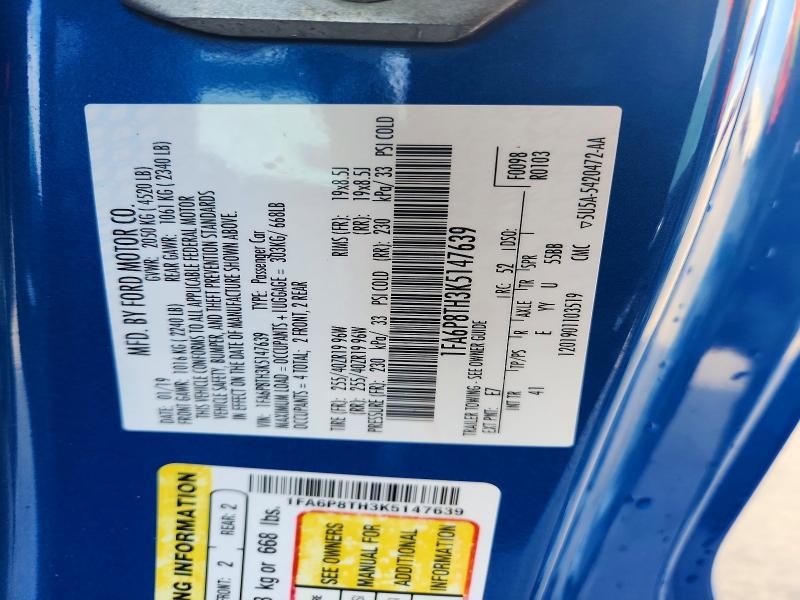 MFD. BY FORD MOTOR CO.
DATE: 01/19 GVWR: 2050 KG (4520 LB)
FRONT GAWR: 1016 KG (2240 LB) REAR GAWR: 1061 KG (2340 LB)
THIS VEHICLE CONFORMS TO ALL APPLICABLE FEDERAL MOTOR
VEHICLE SAFETY, BUMPER, AND THEFT PREVENTION STANDARDS
IN EFFECT ON THE DATE OF MANUFACTURE SHOWN ABOVE.
VIN: 1FA6P8TH3K5147639 TYPE: Passenger Car
MAXIMUM LOAD = OCCUPANTS + LUGGAGE = 303KG/ 668LB
OCCUPANTS = 4 TOTAL; 2 FRONT, 2 REAR
TIRE (FR): 255/40ZR19 96W RIMS (FR): 19x8.5J
(RR): 255/40ZR19 96W (RR): 19x8.5J
PRESSURE (FR): 230 kPa/ 33 PSI COLD (RR): 230 kPa/ 33 PSI COLD
1FA6P8TH3K5147639
TRAILER TOWING - SEE OWNER GUIDE
EXT PNT: E7 RC: 52 DSO: F0098
R0103
INT TR TP/PS R AXLE TR SPR
41 E YY U 55BB
120190103519 CMC
▽5U5A-5420472-AA
1FA6P8TH3K5147639
NG INFORMATION
FRONT: 2 REAR: 2
3 kg or 668 lbs.
SEE OWNERS
MANUAL FOR
ADDITIONAL
INFORMATION